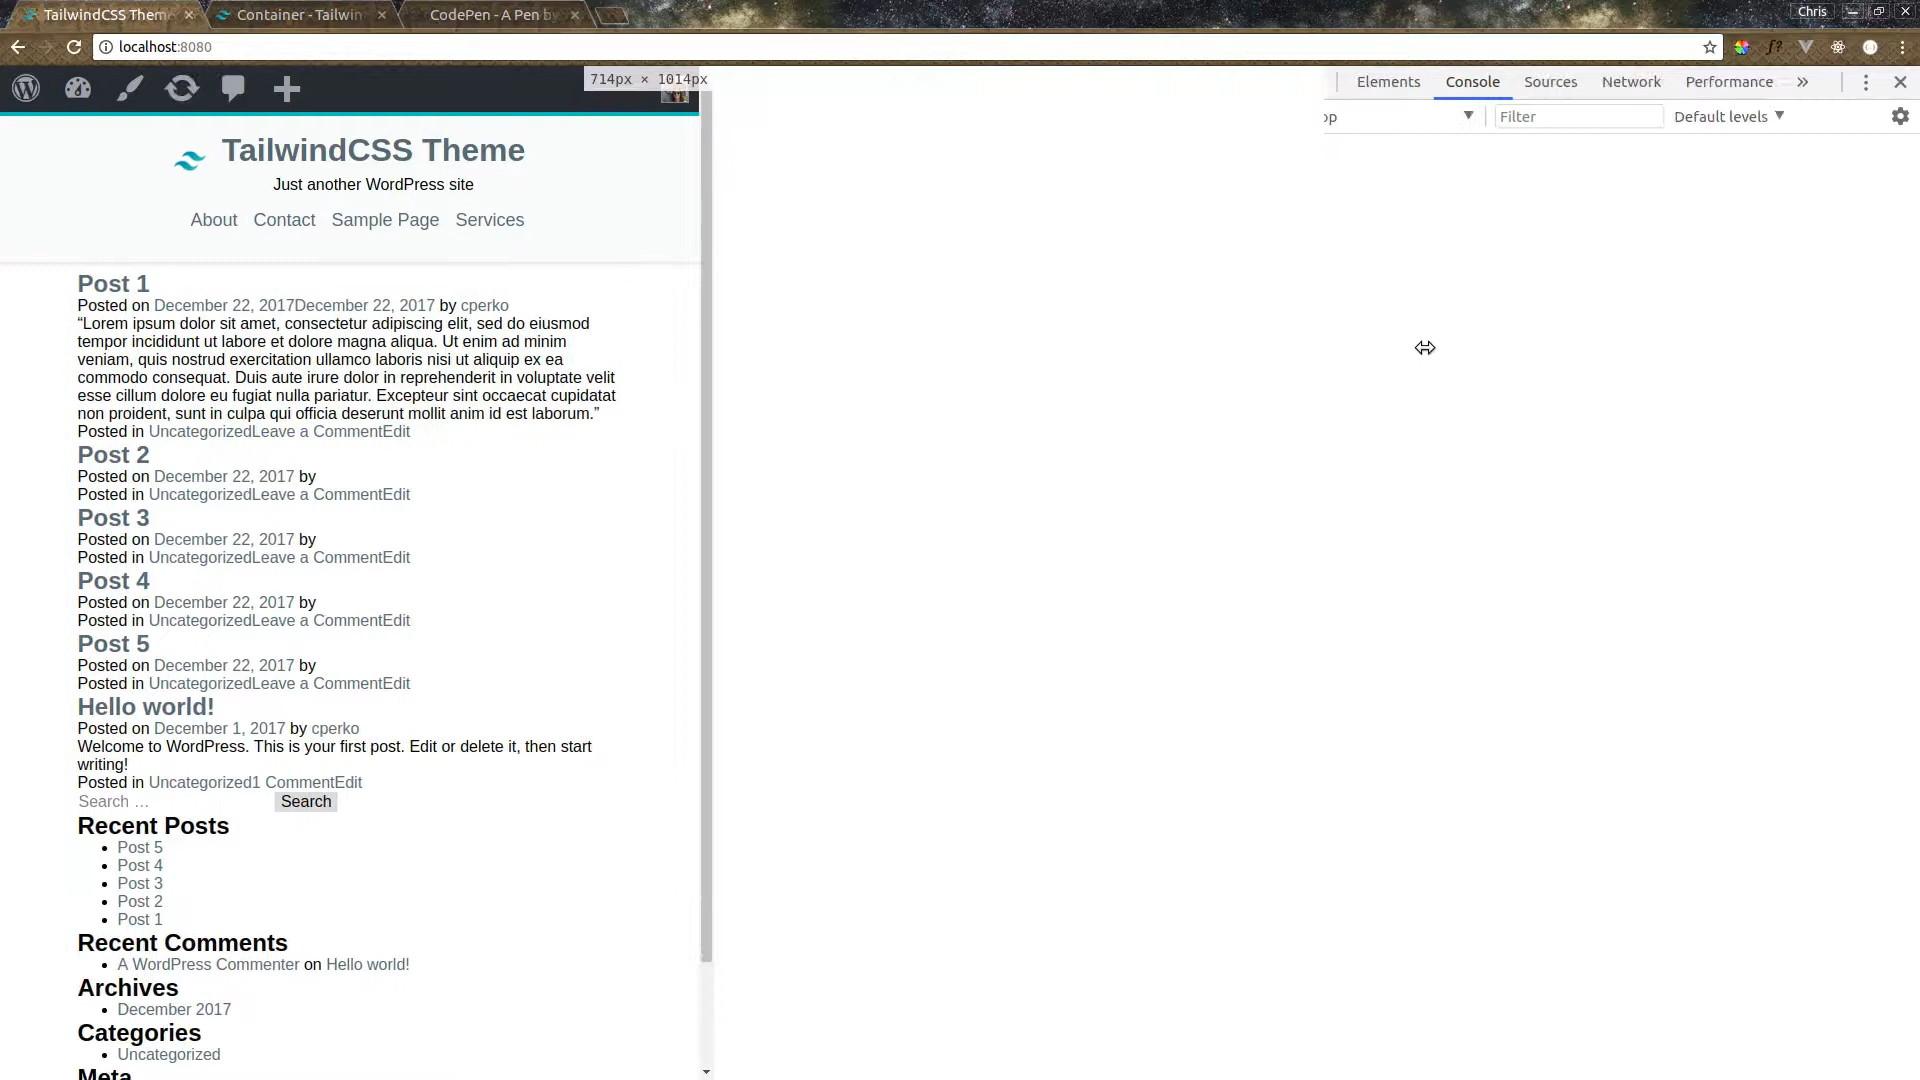 TailwindCSS Them
Container - Tailwin
CodePen - A Pen by
Chris
localhost:8080
714px × 1014px
Elements Console Sources Network Performance
op
Filter
Default levels
TailwindCSS Theme
Just another WordPress site
About Contact Sample Page Services
Post 1
Posted on December 22, 2017December 22, 2017 by cperko
“Lorem ipsum dolor sit amet, consectetur adipiscing elit, sed do eiusmod
tempor incididunt ut labore et dolore magna aliqua. Ut enim ad minim
veniam, quis nostrud exercitation ullamco laboris nisi ut aliquip ex ea
commodo consequat. Duis aute irure dolor in reprehenderit in voluptate velit
esse cillum dolore eu fugiat nulla pariatur. Excepteur sint occaecat cupidatat
non proident, sunt in culpa qui officia deserunt mollit anim id est laborum.”
Posted in UncategorizedLeave a CommentEdit
Post 2
Posted on December 22, 2017 by
Posted in UncategorizedLeave a CommentEdit
Post 3
Posted on December 22, 2017 by
Posted in UncategorizedLeave a CommentEdit
Post 4
Posted on December 22, 2017 by
Posted in UncategorizedLeave a CommentEdit
Post 5
Posted on December 22, 2017 by
Posted in UncategorizedLeave a CommentEdit
Hello world!
Posted on December 1, 2017 by cperko
Welcome to WordPress. This is your first post. Edit or delete it, then start
writing!
Posted in Uncategorized1 CommentEdit
Search … Search
Recent Posts
Post 5
Post 4
Post 3
Post 2
Post 1
Recent Comments
A WordPress Commenter on Hello world!
Archives
December 2017
Categories
Uncategorized
Meta